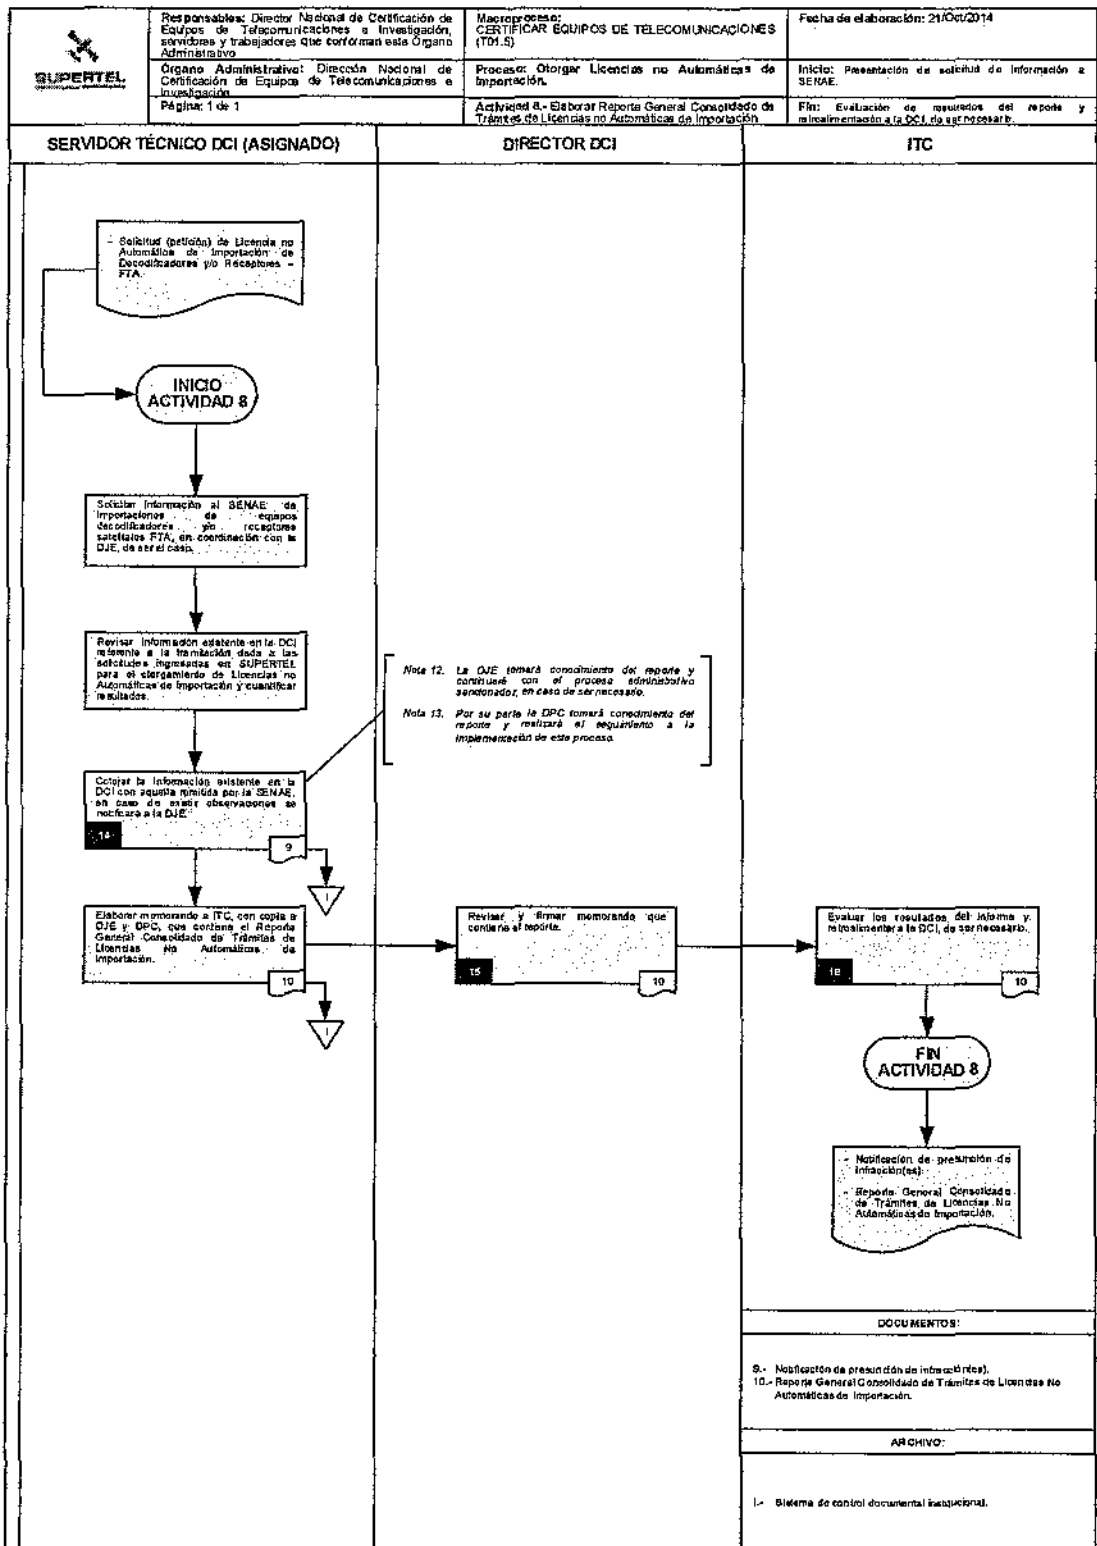 SUPERTEL
Responsables: Director Nacional de Certificación de
Equipos de Telecomunicaciones e Investigación,
servidores y trabajadores que conforman este Órgano
Administrativo
Órgano Administrativo: Dirección Nacional de
Certificación de Equipos de Telecomunicaciones e
Investigación
Página: 1 de 1
Macroproceso:
CERTIFICAR EQUIPOS DE TELECOMUNICACIONES
(T01.5)
Proceso: Otorgar Licencias no Automáticas de
Importación.
Actividad 8.- Elaborar Reporte General Consolidado de
Trámites de Licencias no Automáticas de Importación
Fecha de elaboración: 21/Oct/2014
Inicio: Presentación de solicitud de información a
SENAE.
Fin: Evaluación de resultados del reporte y
retroalimentación a la DCI, de ser necesario.
SERVIDOR TÉCNICO DCI (ASIGNADO)
DIRECTOR DCI
ITC
- Solicitud (petición) de Licencia no
Automática de Importación de
Decodificadores y/o Receptores –
FTA.
INICIO
ACTIVIDAD 8
Solicitar información al SENAE de
importaciones de equipos
decodificadores y/o receptores
satelitales FTA, en coordinación con la
DJE, de ser el caso.
Revisar información existente en la DCI
referente a la tramitación dada a las
solicitudes ingresadas en SUPERTEL
para el otorgamiento de Licencias no
Automáticas de Importación y cuantificar
resultados.
Nota 12. La DJE tomará conocimiento del reporte y
continuará con el proceso administrativo
sancionador, en caso de ser necesario.
Nota 13. Por su parte la DPC tomará conocimiento del
reporte y realizará el seguimiento a la
implementación de este proceso.
Cotejar la información existente en la
DCI con aquella remitida por la SENAE,
en caso de existir observaciones se
notificará a la DJE.
14
9
I
Elaborar memorando a ITC, con copia a
DJE y DPC, que contiene el Reporte
General Consolidado de Trámites de
Licencias No Automáticas de
Importación.
10
I
Revisar y firmar memorando que
contiene el reporte.
15
10
Evaluar los resultados del informe y
retroalimentar a la DCI, de ser necesario.
16
10
FIN
ACTIVIDAD 8
- Notificación de presunción de
infracción(es).
- Reporte General Consolidado
de Trámites de Licencias No
Automáticas de Importación.
DOCUMENTOS:
9.- Notificación de presunción de infracción(es).
10.- Reporte General Consolidado de Trámites de Licencias No
Automáticas de Importación.
ARCHIVO:
I.- Sistema de control documental institucional.